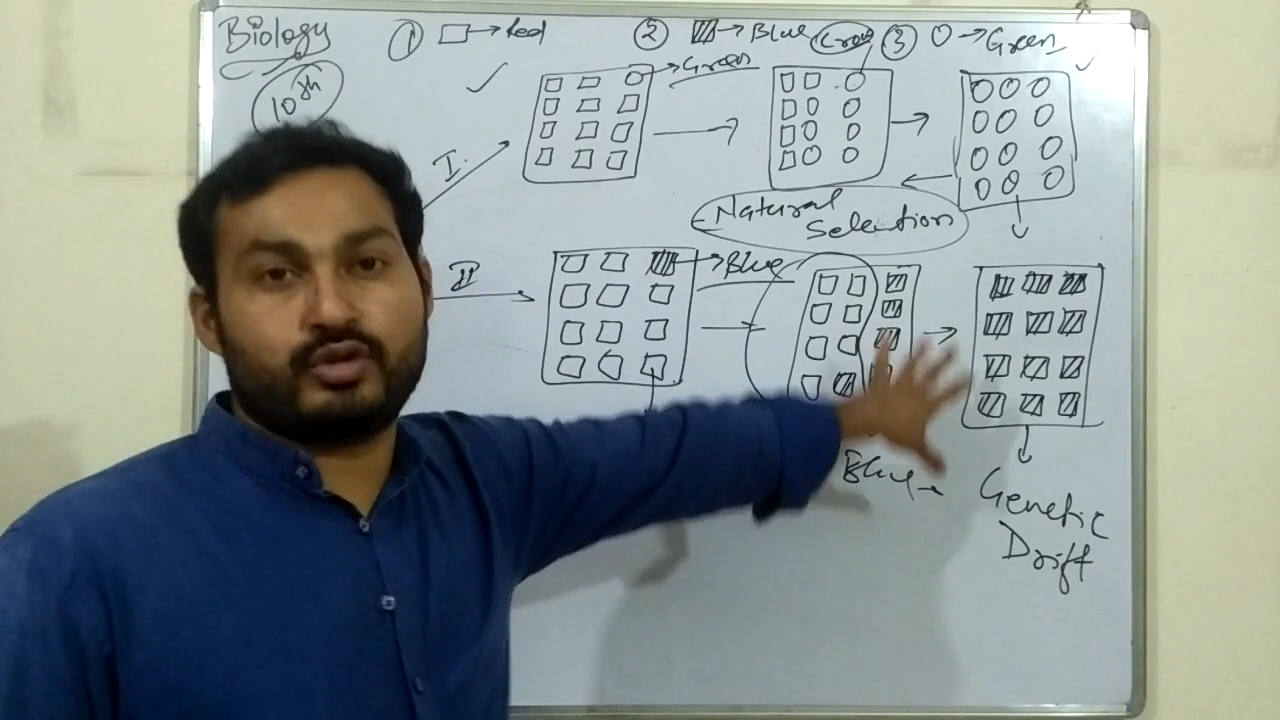 Biology
10th
① → Red
② → Blue Crow
③ → Green
I.
→ Green
Natural
Selection
II
→ Blue
Blue
Genetic
Drift